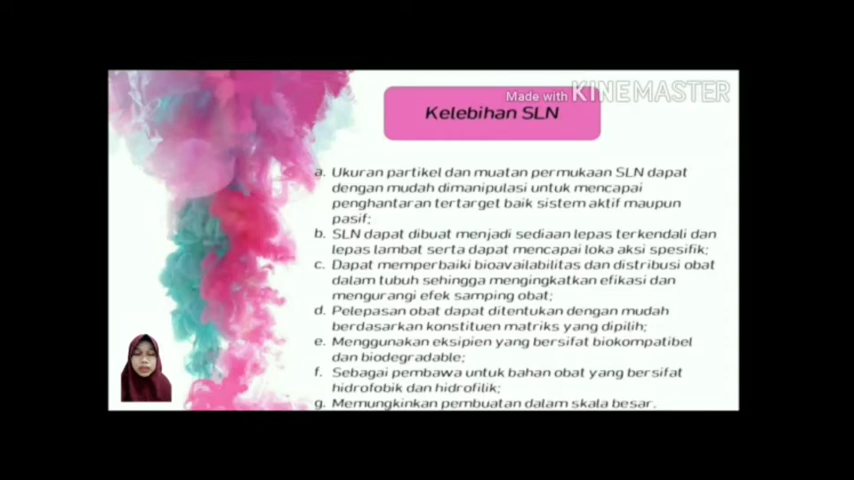 Made with KINEMASTER
Kelebihan SLN
a. Ukuran partikel dan muatan permukaan SLN dapat
dengan mudah dimanipulasi untuk mencapai
penghantaran tertarget baik sistem aktif maupun
pasif;
b. SLN dapat dibuat menjadi sediaan lepas terkendali dan
lepas lambat serta dapat mencapai loka aksi spesifik;
c. Dapat memperbaiki bioavailabilitas dan distribusi obat
dalam tubuh sehingga mengingkatkan efikasi dan
mengurangi efek samping obat;
d. Pelepasan obat dapat ditentukan dengan mudah
berdasarkan konstituen matriks yang dipilih;
e. Menggunakan eksipien yang bersifat biokompatibel
dan biodegradable;
f. Sebagai pembawa untuk bahan obat yang bersifat
hidrofobik dan hidrofilik;
g. Memungkinkan pembuatan dalam skala besar.